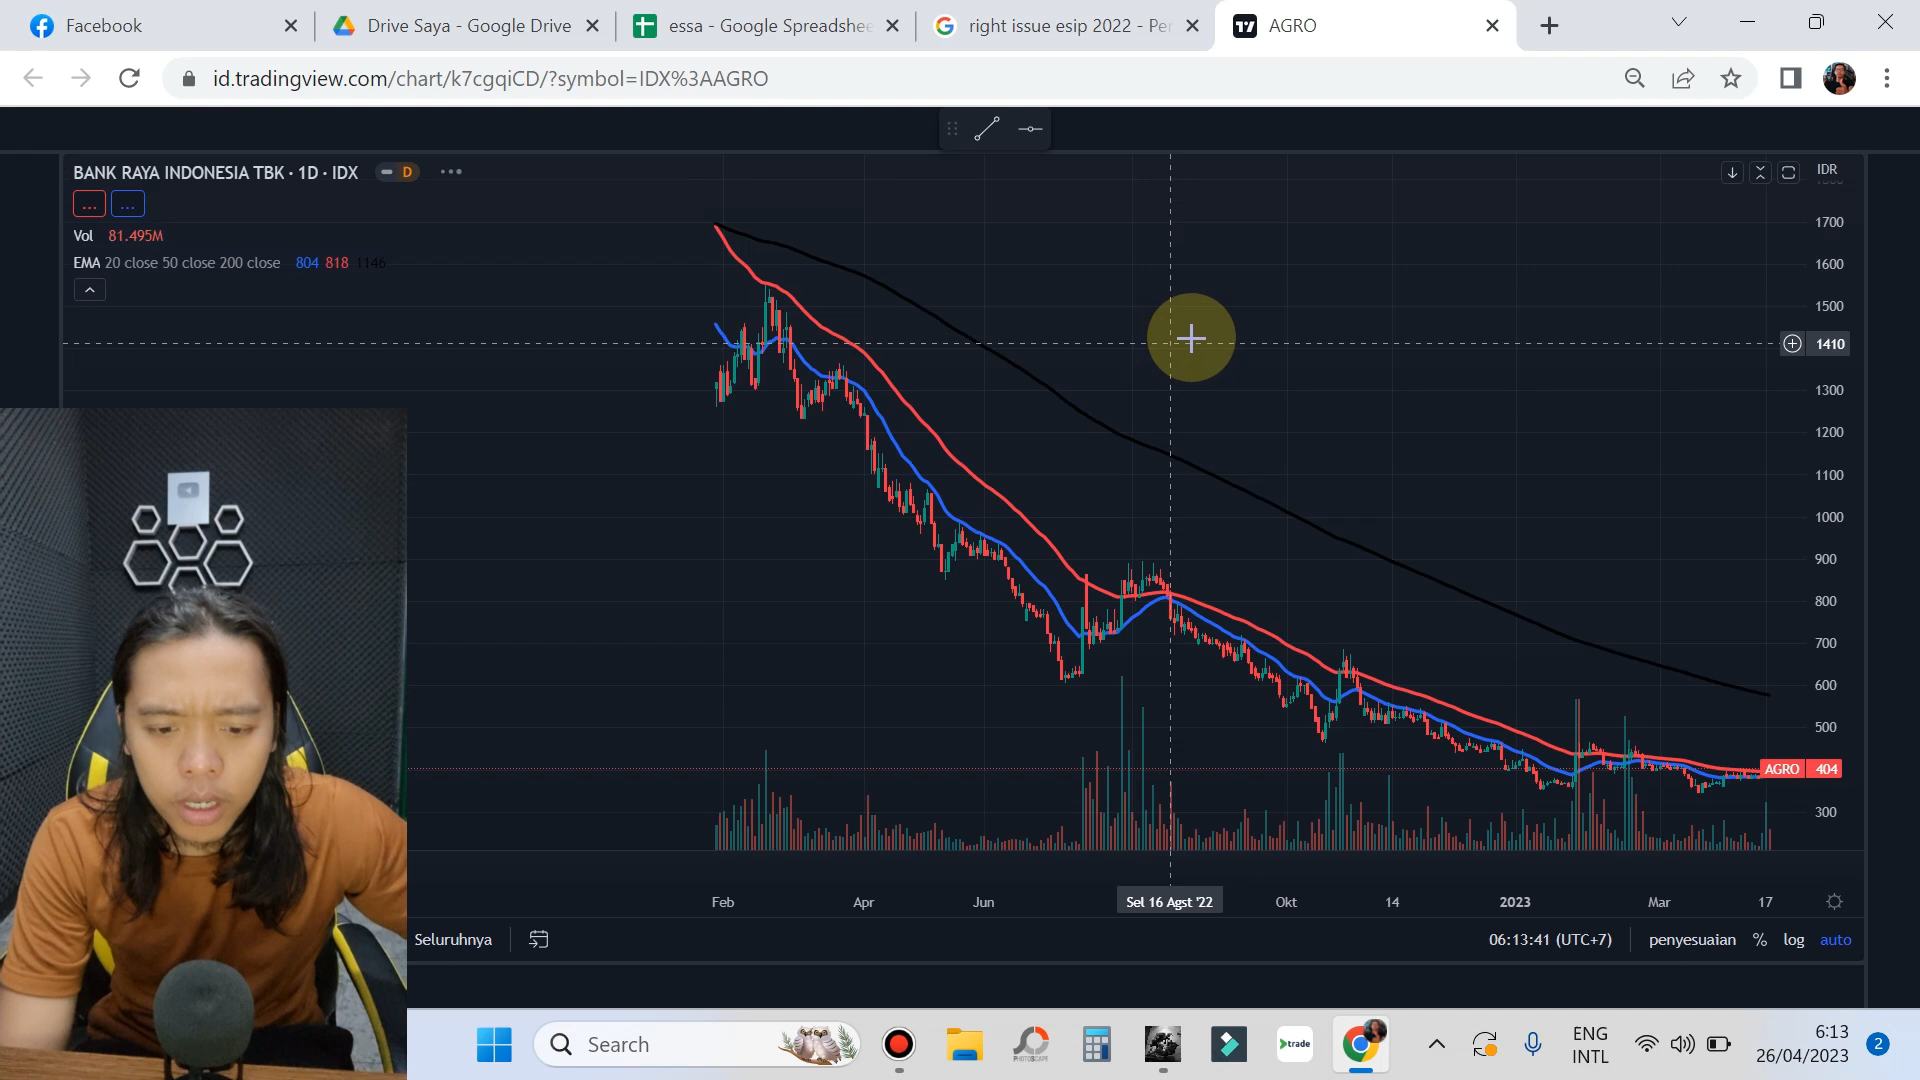 Facebook
Drive Saya - Google Drive
essa - Google Spreadshee
right issue esip 2022 - Per
AGRO
id.tradingview.com/chart/k7cgqiCD/?symbol=IDX%3AAGRO
BANK RAYA INDONESIA TBK · 1D · IDX
D
IDR
Vol 81.495M
EMA 20 close 50 close 200 close 804 818 1146
1700
1600
1500
1410
1300
1200
1100
1000
900
800
700
600
500
AGRO 404
300
Feb Apr Jun Sel 16 Agst '22 Okt 14 2023 Mar 17
Seluruhnya
06:13:41 (UTC+7) penyesuaian % log auto
Search
PHOTOSCAPE
trade
ENG
INTL
6:13
26/04/2023
2